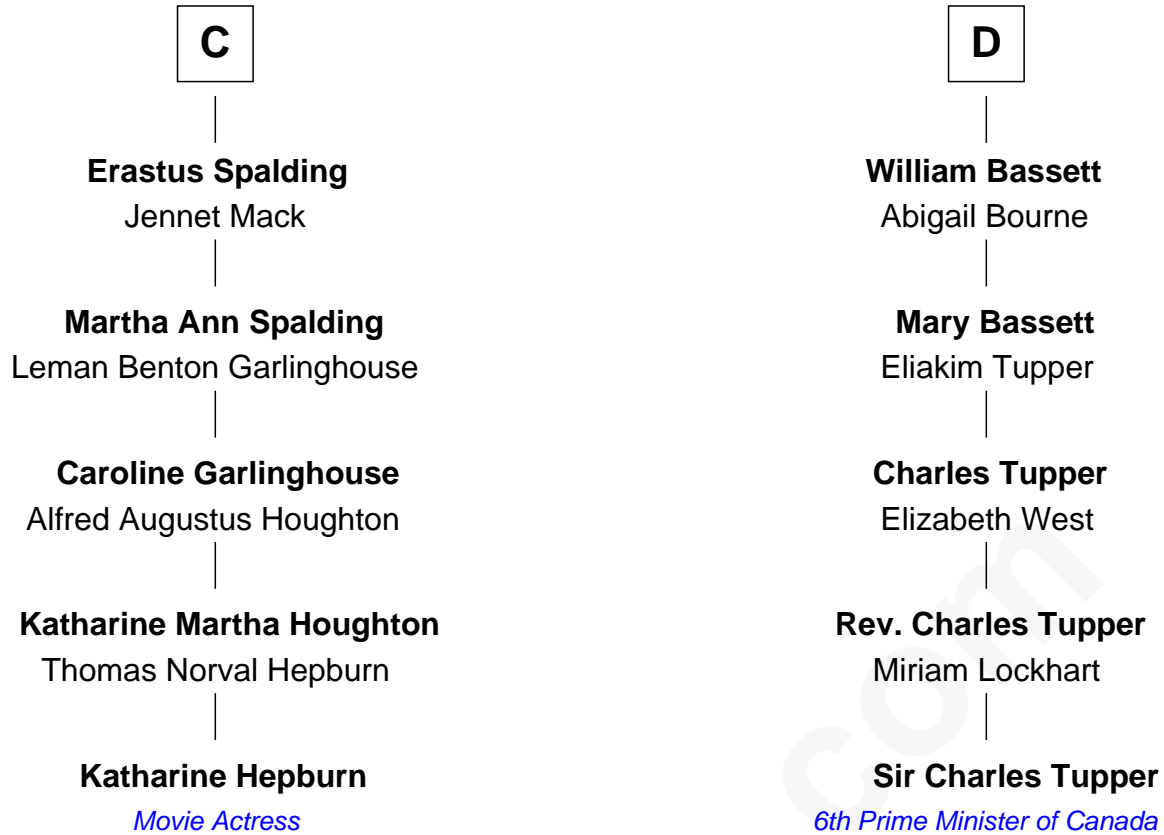 C
Erastus Spalding
Jennet Mack
Martha Ann Spalding
Leman Benton Garlinghouse
Caroline Garlinghouse
Alfred Augustus Houghton
Katharine Martha Houghton
Thomas Norval Hepburn
Katharine Hepburn
Movie Actress
D
William Bassett
Abigail Bourne
Mary Bassett
Eliakim Tupper
Charles Tupper
Elizabeth West
Rev. Charles Tupper
Miriam Lockhart
Sir Charles Tupper
6th Prime Minister of Canada
com